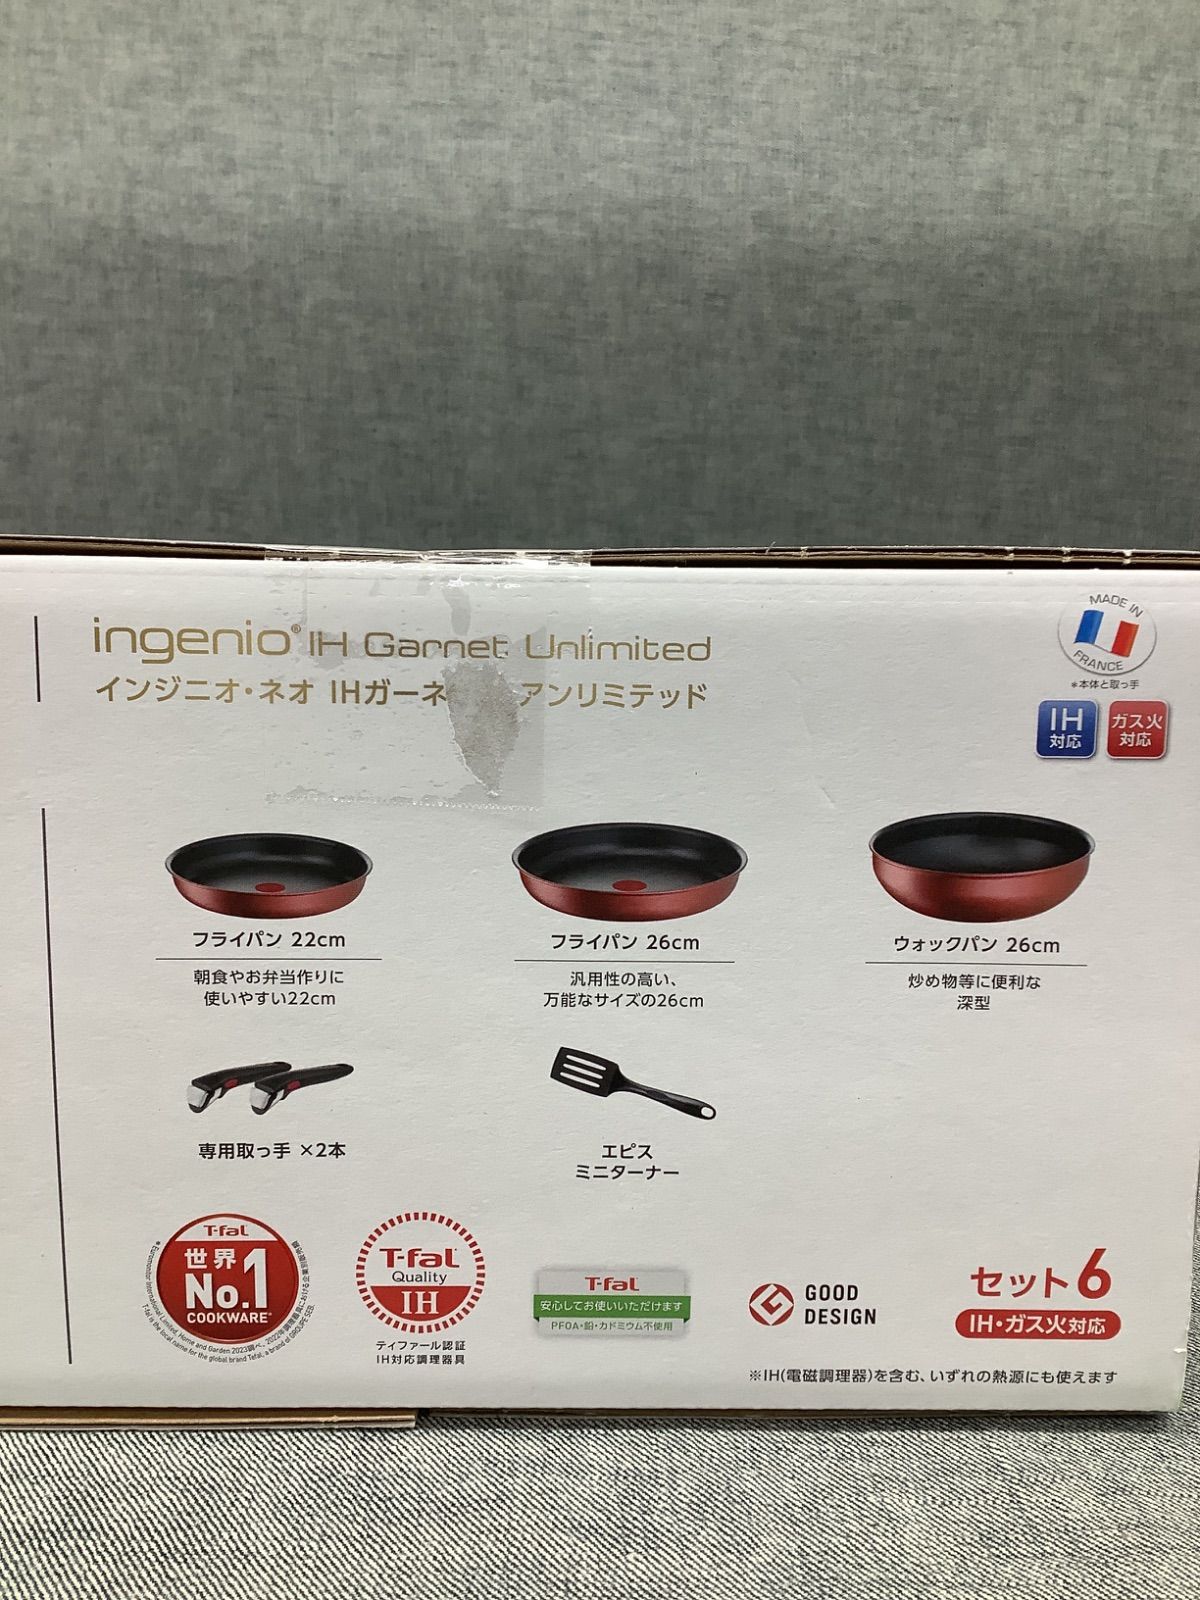 ingenio® IH Garnet Unlimited
インジニオ・ネオ IHガーネ アンリミテッド
MADE IN
FRANCE
*本体と取っ手
IH
対応
ガス火
対応
フライパン 22cm
朝食やお弁当作りに
使いやすい22cm
フライパン 26cm
汎用性の高い、
万能なサイズの26cm
ウォックパン 26cm
炒め物等に便利な
深型
専用取っ手 ×2本
エピス
ミニターナー
T-faL
世界
No.1
COOKWARE*
T-faL
Quality
IH
ティファール認証
IH対応調理器具
T-faL
安心してお使いいただけます
PFOA・鉛・カドミウム不使用
GOOD
DESIGN
セット6
IH・ガス火対応
※IH(電磁調理器)を含む、いずれの熱源にも使えます